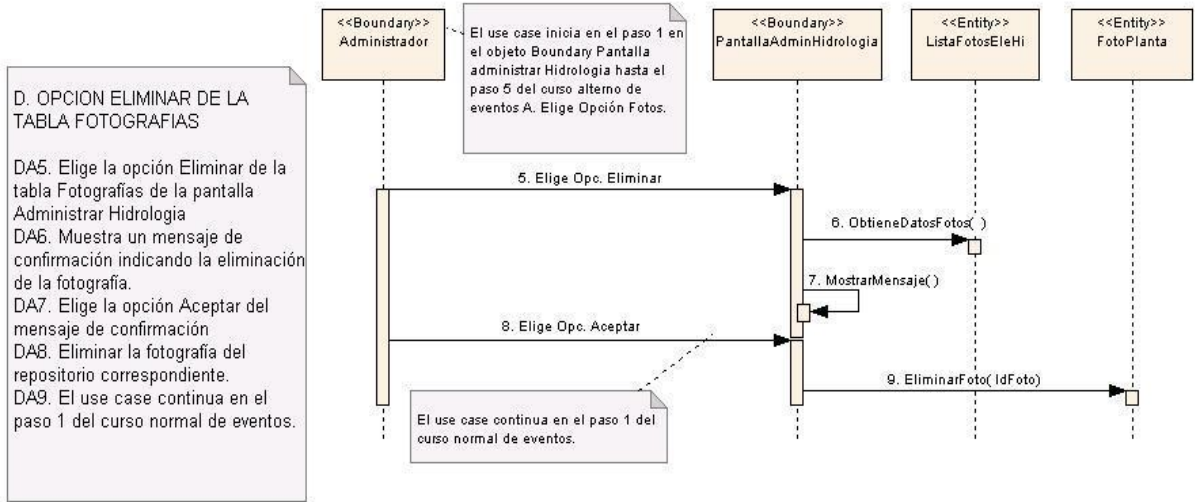 D. OPCION ELIMINAR DE LA
TABLA FOTOGRAFIAS
DA5. Elige la opción Eliminar de la
tabla Fotografías de la pantalla
Administrar Hidrologia
DA6. Muestra un mensaje de
confirmación indicando la eliminación
de la fotografía.
DA7. Elige la opción Aceptar del
mensaje de confirmación
DA8. Eliminar la fotografía del
repositorio correspondiente.
DA9. El use case continua en el
paso 1 del curso normal de eventos.
<<Boundary>>
Administrador
El use case inicia en el paso 1 en
el objeto Boundary Pantalla
administrar Hidrologia hasta el
paso 5 del curso alterno de
eventos A. Elige Opción Fotos.
<<Boundary>>
PantallaAdminHidrologia
<<Entity>>
ListaFotosEleHi
<<Entity>>
FotoPlanta
5. Elige Opc. Eliminar
6. ObtieneDatosFotos( )
7. MostrarMensaje( )
8. Elige Opc. Aceptar
9. EliminarFoto( IdFoto)
El use case continua en el paso 1 del
curso normal de eventos.